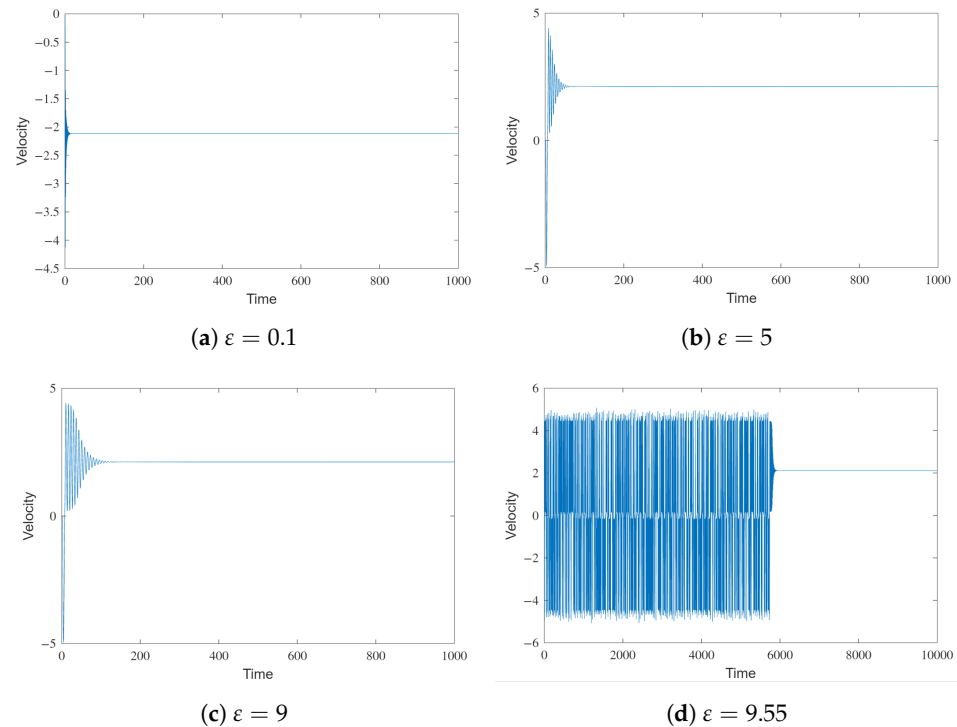 0
−0.5
−1
−1.5
−2
−2.5
−3
−3.5
−4
−4.5
Velocity
0 200 400 600 800 1000
Time
(a) ε = 0.1
5
0
−5
Velocity
0 200 400 600 800 1000
Time
(b) ε = 5
5
0
−5
Velocity
0 200 400 600 800 1000
Time
(c) ε = 9
6
4
2
0
−2
−4
−6
Velocity
0 2000 4000 6000 8000 10000
Time
(d) ε = 9.55